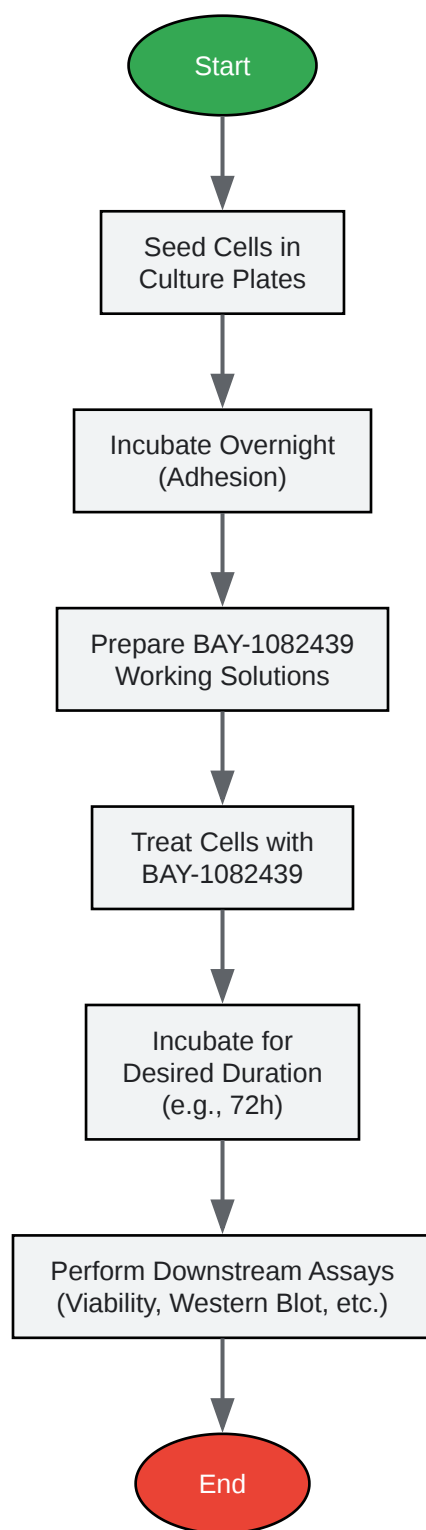 Start
Seed Cells in
Culture Plates
Incubate Overnight
(Adhesion)
Prepare BAY-1082439
Working Solutions
Treat Cells with
BAY-1082439
Incubate for
Desired Duration
(e.g., 72h)
Perform Downstream Assays
(Viability, Western Blot, etc.)
End